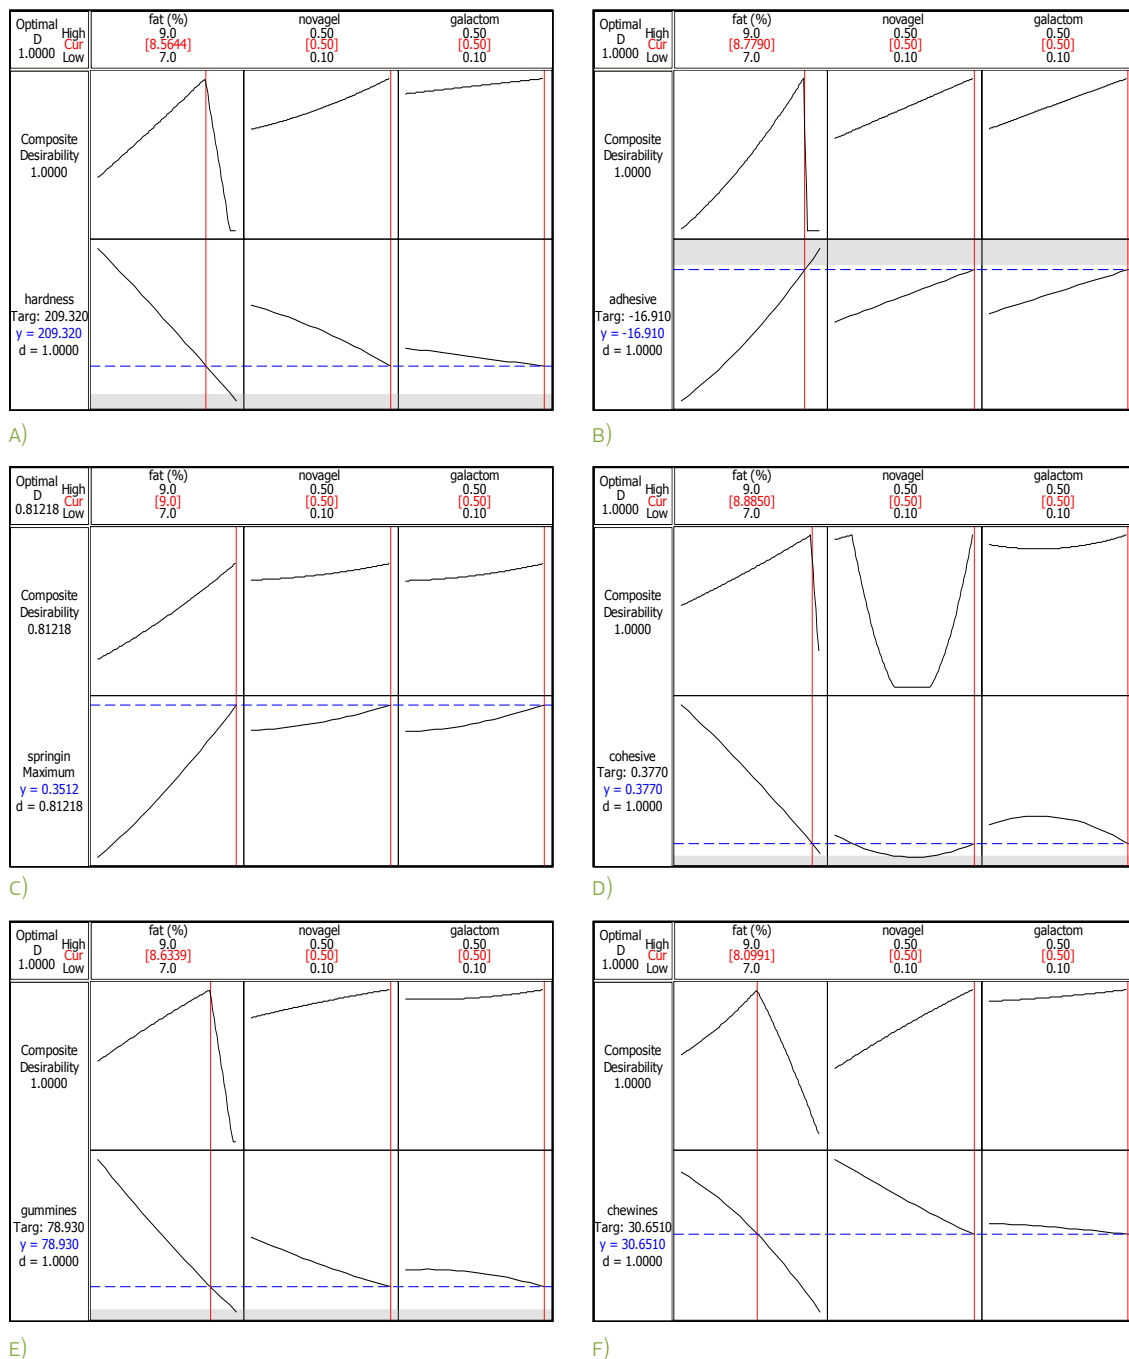 Optimal
D
1.0000
High
Cur
Low
fat (%)
9.0
[8.5644]
7.0
novagel
0.50
[0.50]
0.10
galactom
0.50
[0.50]
0.10
Composite
Desirability
1.0000
hardness
Targ: 209.320
y = 209.320
d = 1.0000
A)
Optimal
D
1.0000
High
Cur
Low
fat (%)
9.0
[8.7790]
7.0
novagel
0.50
[0.50]
0.10
galactom
0.50
[0.50]
0.10
Composite
Desirability
1.0000
adhesive
Targ: -16.910
y = -16.910
d = 1.0000
B)
Optimal
D
0.81218
High
Cur
Low
fat (%)
9.0
[9.0]
7.0
novagel
0.50
[0.50]
0.10
galactom
0.50
[0.50]
0.10
Composite
Desirability
0.81218
springin
Maximum
y = 0.3512
d = 0.81218
C)
Optimal
D
1.0000
High
Cur
Low
fat (%)
9.0
[8.8850]
7.0
novagel
0.50
[0.50]
0.10
galactom
0.50
[0.50]
0.10
Composite
Desirability
1.0000
cohesive
Targ: 0.3770
y = 0.3770
d = 1.0000
D)
Optimal
D
1.0000
High
Cur
Low
fat (%)
9.0
[8.6339]
7.0
novagel
0.50
[0.50]
0.10
galactom
0.50
[0.50]
0.10
Composite
Desirability
1.0000
gummines
Targ: 78.930
y = 78.930
d = 1.0000
E)
Optimal
D
1.0000
High
Cur
Low
fat (%)
9.0
[8.0991]
7.0
novagel
0.50
[0.50]
0.10
galactom
0.50
[0.50]
0.10
Composite
Desirability
1.0000
chewines
Targ: 30.6510
y = 30.6510
d = 1.0000
F)